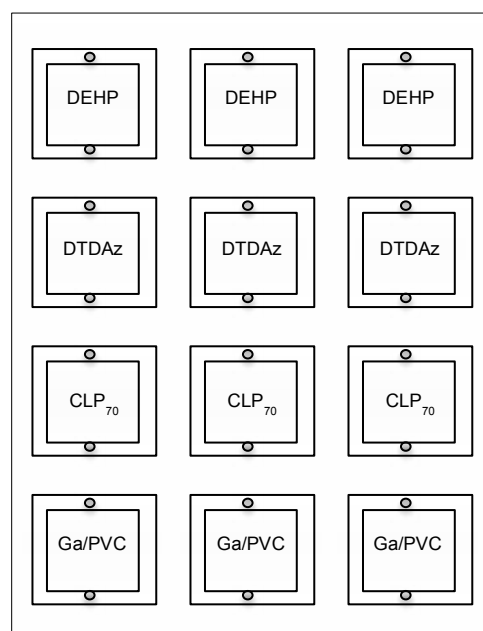 DEHP DEHP DEHP
DTDAz DTDAz DTDAz
CLP₇₀ CLP₇₀ CLP₇₀
Ga/PVC Ga/PVC Ga/PVC